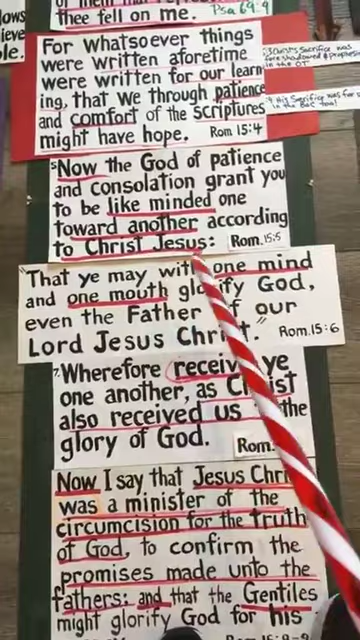 thee fell on me. Psa 69:9
For whatsoever things
were written aforetime
were written for our learn
ing, that we through patience
and comfort of the scriptures
might have hope. Rom 15:4
5 Now the God of patience
and consolation grant you
to be like minded one
toward another according
to Christ Jesus: Rom. 15:5
"That ye may with one mind
and one mouth glorify God,
even the Father of our
Lord Jesus Christ." Rom. 15:6
7. Wherefore receive ye
one another, as Christ
also received us the
glory of God. Rom.
Now I say that Jesus Chri
was a minister of the
circumcision for the truth
of God, to confirm the
promises made unto the
fathers: and that the Gentiles
might glorify God for his